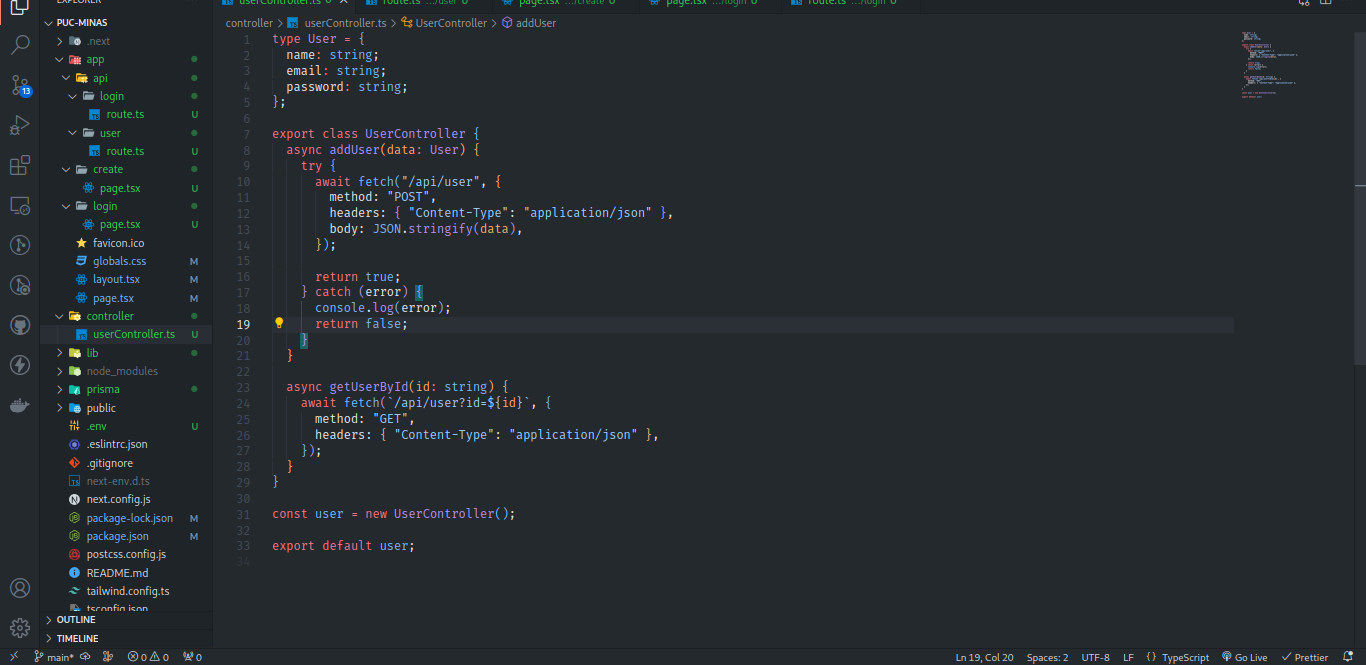 EXPLORER
userController.ts U
route.ts .../user U
page.tsx .../create U
page.tsx .../login U
route.ts .../login U
PUC-MINAS
.next
app
api
login
route.ts U
user
route.ts U
create
page.tsx U
login
page.tsx U
favicon.ico
globals.css M
layout.tsx M
page.tsx M
controller
userController.ts U
lib
node_modules
prisma
public
.env U
.eslintrc.json
.gitignore
next-env.d.ts
next.config.js
package-lock.json M
package.json M
postcss.config.js
README.md
tailwind.config.ts
tsconfig.json
OUTLINE
TIMELINE
13
controller > userController.ts > UserController > addUser
1 type User = {
2 name: string;
3 email: string;
4 password: string;
5 };
6
7 export class UserController {
8 async addUser(data: User) {
9 try {
10 await fetch("/api/user", {
11 method: "POST",
12 headers: { "Content-Type": "application/json" },
13 body: JSON.stringify(data),
14 });
15
16 return true;
17 } catch (error) {
18 console.log(error);
19 return false;
20 }
21 }
22
23 async getUserById(id: string) {
24 await fetch(`/api/user?id=${id}`, {
25 method: "GET",
26 headers: { "Content-Type": "application/json" },
27 });
28 }
29 }
30
31 const user = new UserController();
32
33 export default user;
34
main* 0 0 0 Ln 19, Col 20 Spaces: 2 UTF-8 LF {} TypeScript Go Live Prettier